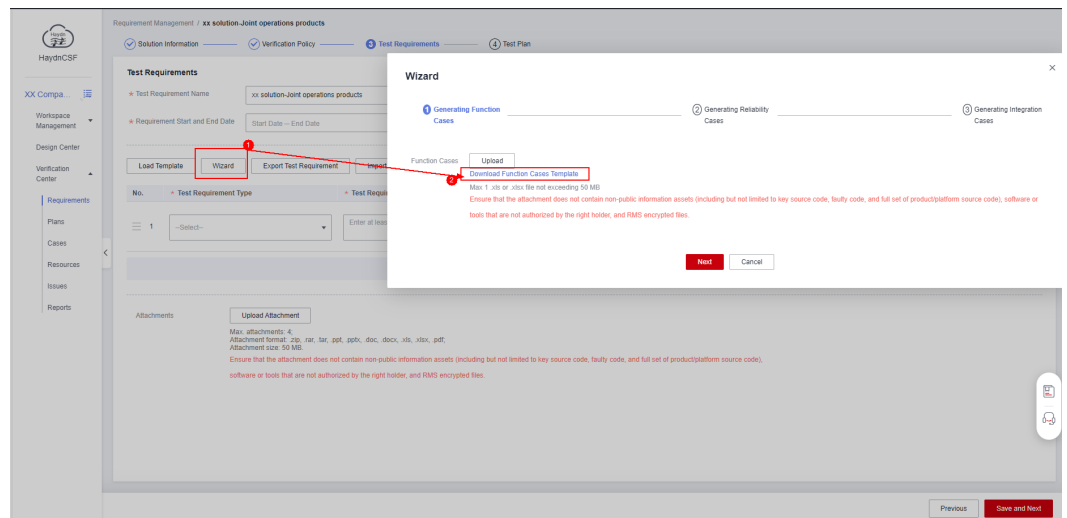 Haydn
HaydnCSF
XX Compa...
Workspace
Management
Design Center
Verification
Center
Requirements
Plans
Cases
Resources
Issues
Reports
Requirement Management / xx solution-Joint operations products
Solution Information
Verification Policy
3 Test Requirements
4 Test Plan
Test Requirements
* Test Requirement Name
xx solution-Joint operations products
* Requirement Start and End Date
Start Date -- End Date
1
Load Template
Wizard
Export Test Requirement
Import
No.
* Test Requirement Type
* Test Requi
1
--Select--
Enter at leas
Attachments
Upload Attachment
Max. attachments: 4;
Attachment format: .zip, .rar, .tar, .ppt, .pptx, .doc, .docx, .xls, .xlsx, .pdf;
Attachment size: 50 MB.
Ensure that the attachment does not contain non-public information assets (including but not limited to key source code, faulty code, and full set of product/platform source code),
software or tools that are not authorized by the right holder, and RMS encrypted files.
Wizard
1 Generating Function
Cases
2 Generating Reliability
Cases
3 Generating Integration
Cases
Function Cases
Upload
2
Download Function Cases Template
Max 1 .xls or .xlsx file not exceeding 50 MB
Ensure that the attachment does not contain non-public information assets (including but not limited to key source code, faulty code, and full set of product/platform source code), software or
tools that are not authorized by the right holder, and RMS encrypted files.
Next
Cancel
Previous
Save and Next